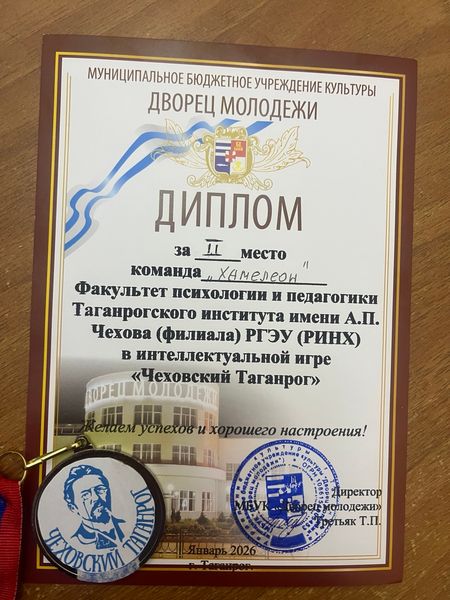 МУНИЦИПАЛЬНОЕ БЮДЖЕТНОЕ УЧРЕЖДЕНИЕ КУЛЬТУРЫ
ДВОРЕЦ МОЛОДЕЖИ
ДИПЛОМ
за II место
команда „Хамелеон"
Факультет психологии и педагогики
Таганрогского института имени А.П.
Чехова (филиала) РГЭУ (РИНХ)
в интеллектуальной игре
«Чеховский Таганрог»
ДВОРЕЦ МОЛОДЕЖИ
Желаем успехов и хорошего настроения!
Директор
МБУК «Дворец молодежи»
Третьяк Т.П.
Январь 2026
г. Таганрог.
ЧЕХОВСКИЙ ТАГАНРОГ